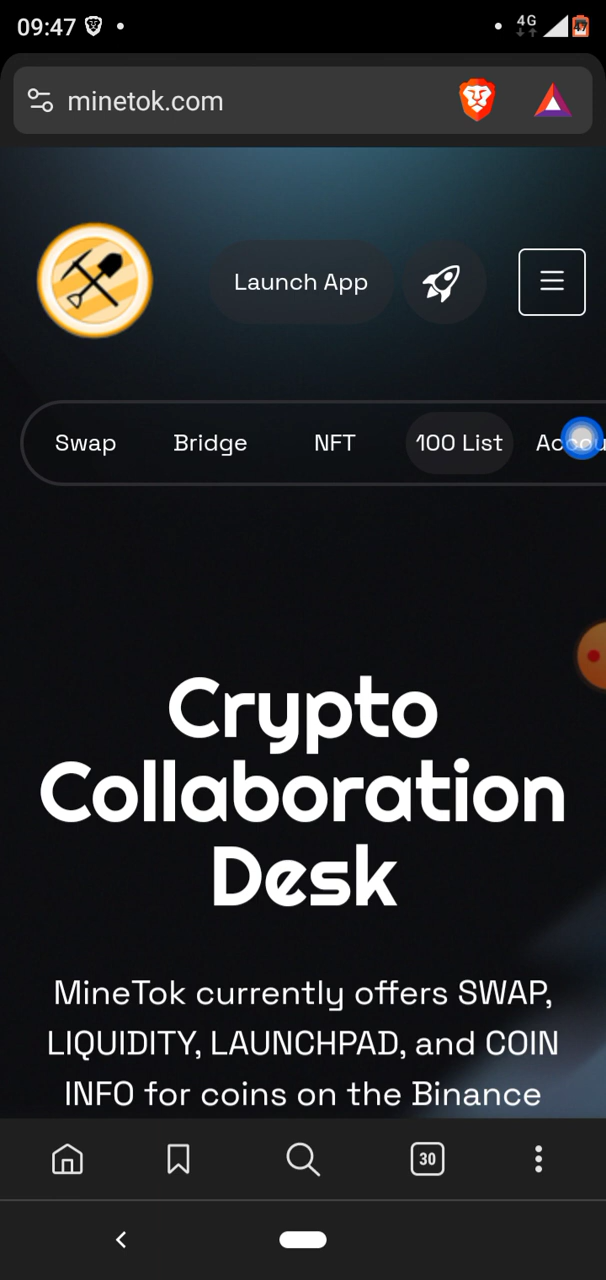 09:47
4G
47
minetok.com
Launch App
Swap Bridge NFT 100 List Accou
Crypto
Collaboration
Desk
MineTok currently offers SWAP,
LIQUIDITY, LAUNCHPAD, and COIN
INFO for coins on the Binance
30